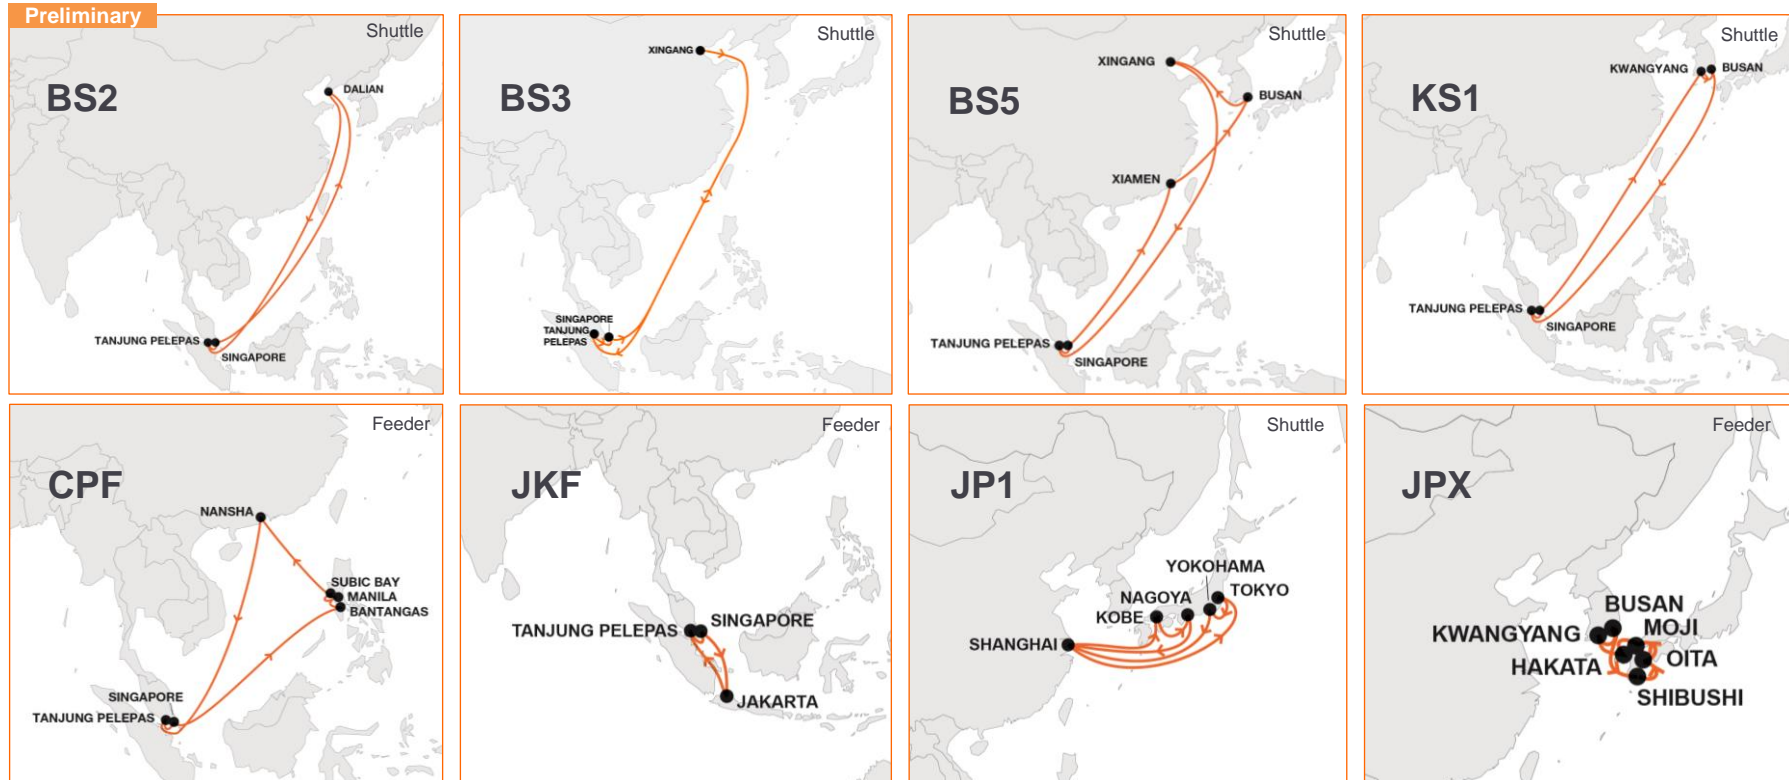 Preliminary
Shuttle
BS2
DALIAN
TANJUNG PELEPAS
SINGAPORE
Shuttle
BS3
XINGANG
SINGAPORE
TANJUNG
PELEPAS
Shuttle
BS5
XINGANG
BUSAN
XIAMEN
TANJUNG PELEPAS
SINGAPORE
Shuttle
KS1
KWANGYANG
BUSAN
TANJUNG PELEPAS
SINGAPORE
Feeder
CPF
NANSHA
SUBIC BAY
MANILA
BANTANGAS
SINGAPORE
TANJUNG PELEPAS
Feeder
JKF
TANJUNG PELEPAS
SINGAPORE
JAKARTA
Shuttle
JP1
YOKOHAMA
NAGOYA
TOKYO
KOBE
SHANGHAI
Feeder
JPX
BUSAN
KWANGYANG
MOJI
HAKATA
OITA
SHIBUSHI